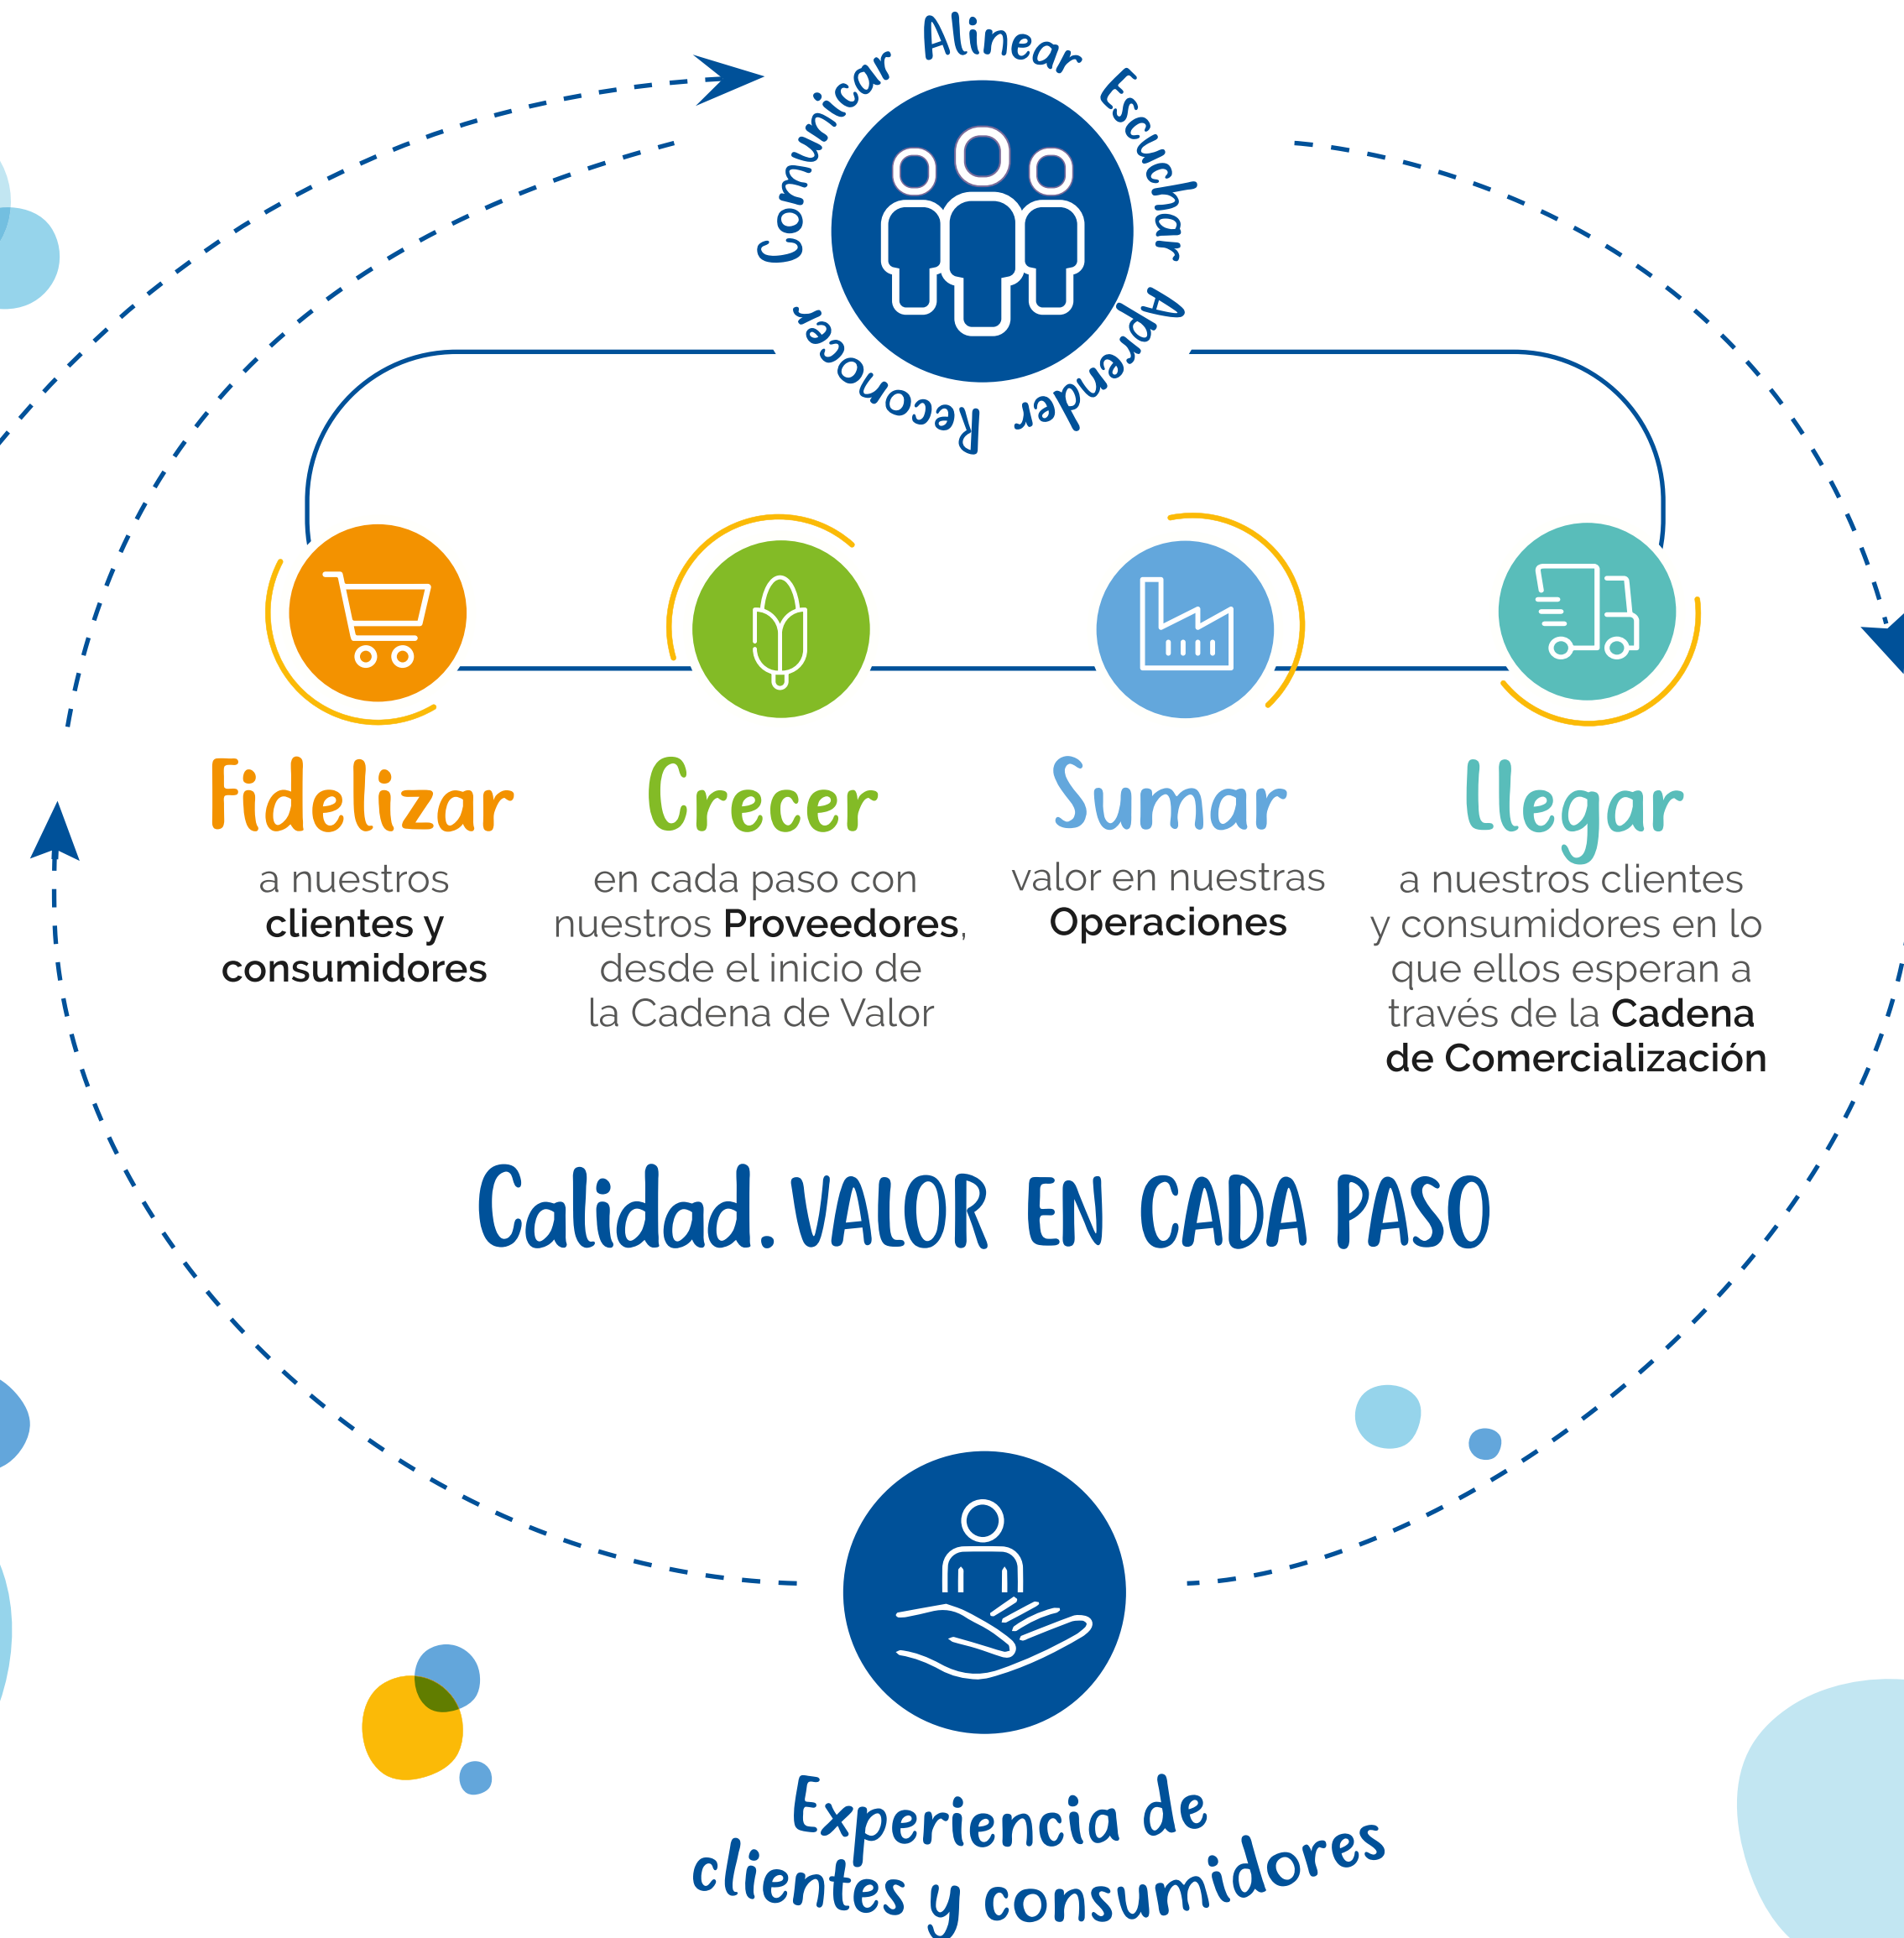 Comunicar Alinear Escuchar Aprender Reconocer
Fidelizar
a nuestros
clientes y
consumidores
Crecer
en cada paso con
nuestros Proveedores,
desde el inicio de
la Cadena de Valor
Sumar
valor en nuestras
Operaciones
Llegar
a nuestros clientes
y consumidores en lo
que ellos esperan a
través de la Cadena
de Comercialización
Calidad. VALOR EN CADA PASO
Experiencia de
clientes y consumidores